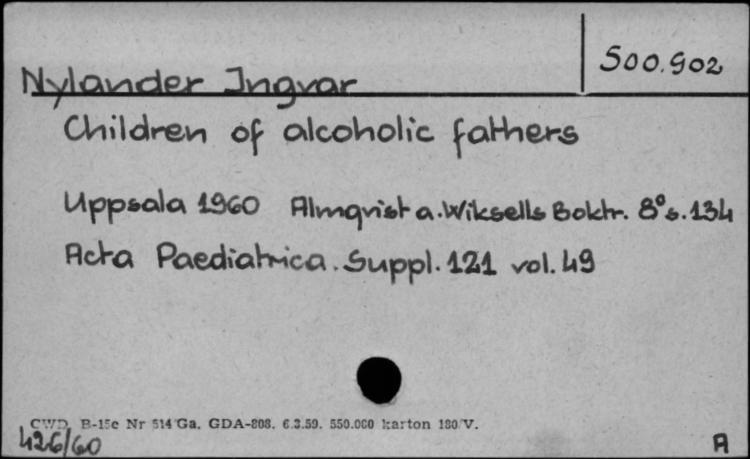 500.902
Nylander Ingvar
Children of alcoholic fathers
Uppsala 1960 Almqvist a. Wiksells Boktr. 8° s. 134
Acta Paediatrica. Suppl. 121 vol. 49
CWD, B-15c Nr 514 Ga. GDA-808. 6.3.59. 550.000 karton 180 V.
426/60
A